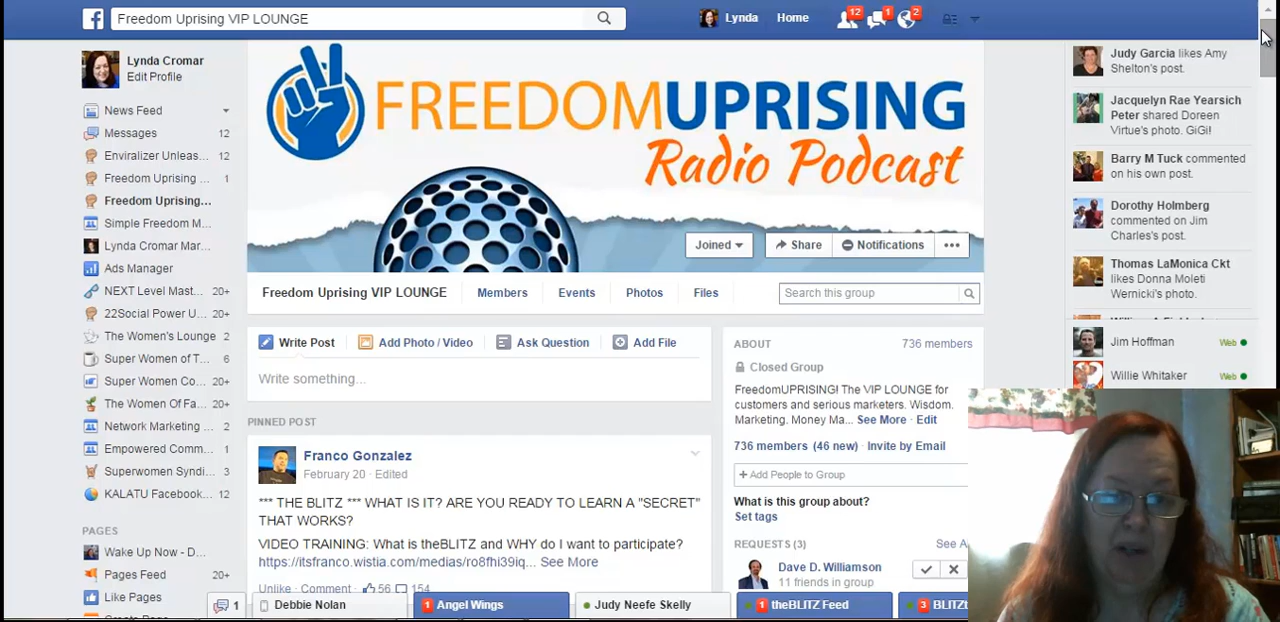 Freedom Uprising VIP LOUNGE
Lynda
Home
12
1
2
Lynda Cromar
Edit Profile
News Feed
Messages 12
Enviralizer Unleas... 12
Freedom Uprising ... 1
Freedom Uprising...
Simple Freedom M...
Lynda Cromar Mar...
Ads Manager
NEXT Level Mast... 20+
22Social Power U... 20+
The Women's Lounge 2
Super Women of T... 6
Super Women Co... 20+
The Women Of Fa... 20+
Network Marketing ... 2
Empowered Comm... 1
Superwomen Syndi... 3
KALATU Facebook... 12
PAGES
Wake Up Now - D...
Pages Feed 20+
Like Pages
FREEDOMUPRISING
Radio Podcast
Joined
Share
Notifications
Freedom Uprising VIP LOUNGE
Members
Events
Photos
Files
Search this group
Write Post
Add Photo / Video
Ask Question
Add File
Write something...
PINNED POST
Franco Gonzalez
February 20 · Edited
*** THE BLITZ *** WHAT IS IT? ARE YOU READY TO LEARN A "SECRET"
THAT WORKS?
VIDEO TRAINING: What is theBLITZ and WHY do I want to participate?
https://itsfranco.wistia.com/medias/ro8fhi39iq... See More
Unlike · Comment · 56 154
ABOUT 736 members
Closed Group
FreedomUPRISING! The VIP LOUNGE for
customers and serious marketers. Wisdom.
Marketing. Money Ma... See More · Edit
736 members (46 new) · Invite by Email
+ Add People to Group
What is this group about?
Set tags
REQUESTS (3) See A
Dave D. Williamson
11 friends in group
Judy Garcia likes Amy
Shelton's post.
Jacquelyn Rae Yearsich
Peter shared Doreen
Virtue's photo. GiGi!
Barry M Tuck commented
on his own post.
Dorothy Holmberg
commented on Jim
Charles's post.
Thomas LaMonica Ckt
likes Donna Moleti
Wernicki's photo.
Jim Hoffman Web
Willie Whitaker Web
1
Debbie Nolan
1 Angel Wings
Judy Neefe Skelly
1 theBLITZ Feed
3 BLITZt